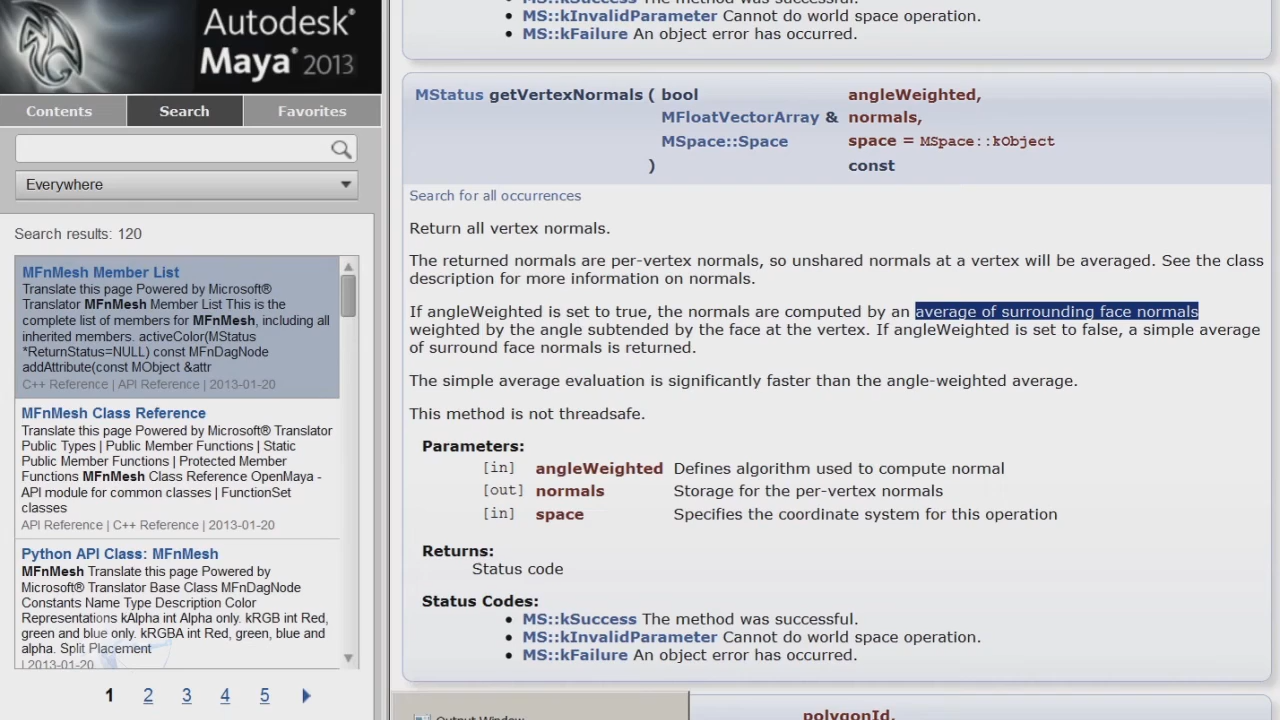 Autodesk®
Maya® 2013
Contents
Search
Favorites
Everywhere
Search results: 120
MFnMesh Member List
Translate this page Powered by Microsoft®
Translator MFnMesh Member List This is the
complete list of members for MFnMesh, including all
inherited members. activeColor(MStatus
*ReturnStatus=NULL) const MFnDagNode
addAttribute(const MObject &attr
C++ Reference | API Reference | 2013-01-20
MFnMesh Class Reference
Translate this page Powered by Microsoft® Translator
Public Types | Public Member Functions | Static
Public Member Functions | Protected Member
Functions MFnMesh Class Reference OpenMaya -
API module for common classes | FunctionSet
classes
API Reference | C++ Reference | 2013-01-20
Python API Class: MFnMesh
MFnMesh Translate this page Powered by
Microsoft® Translator Base Class MFnDagNode
Constants Name Type Description Color
Representations kAlpha int Alpha only. kRGB int Red,
green and blue only. kRGBA int Red, green, blue and
alpha. Split Placement
| 2013-01-20
1 2 3 4 5
MS::kSuccess The method was successful.
MS::kInvalidParameter Cannot do world space operation.
MS::kFailure An object error has occurred.
MStatus getVertexNormals ( bool angleWeighted,
MFloatVectorArray & normals,
MSpace::Space space = MSpace::kObject
) const
Search for all occurrences
Return all vertex normals.
The returned normals are per-vertex normals, so unshared normals at a vertex will be averaged. See the class
description for more information on normals.
If angleWeighted is set to true, the normals are computed by an average of surrounding face normals
weighted by the angle subtended by the face at the vertex. If angleWeighted is set to false, a simple average
of surround face normals is returned.
The simple average evaluation is significantly faster than the angle-weighted average.
This method is not threadsafe.
Parameters:
[in] angleWeighted Defines algorithm used to compute normal
[out] normals Storage for the per-vertex normals
[in] space Specifies the coordinate system for this operation
Returns:
Status code
Status Codes:
MS::kSuccess The method was successful.
MS::kInvalidParameter Cannot do world space operation.
MS::kFailure An object error has occurred.
Output Window
polygonId,